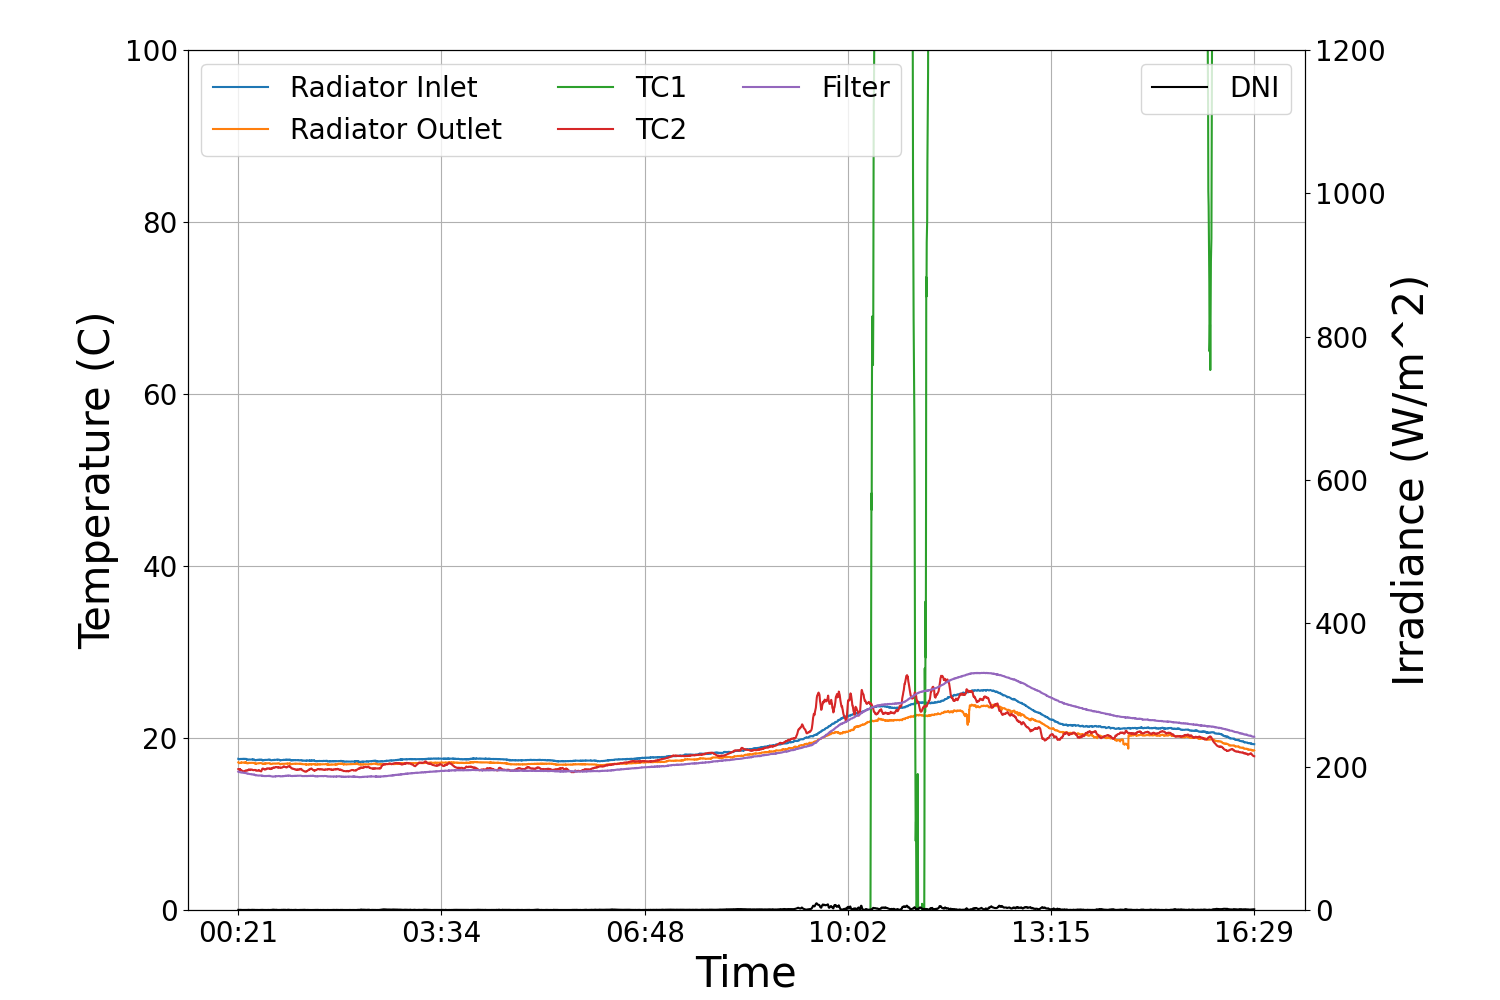 100
80
60
40
20
0
Temperature (C)
Radiator Inlet
Radiator Outlet
TC1
TC2
Filter
DNI
1200
1000
800
600
400
200
0
Irradiance (W/m^2)
00:21 03:34 06:48 10:02 13:15 16:29
Time